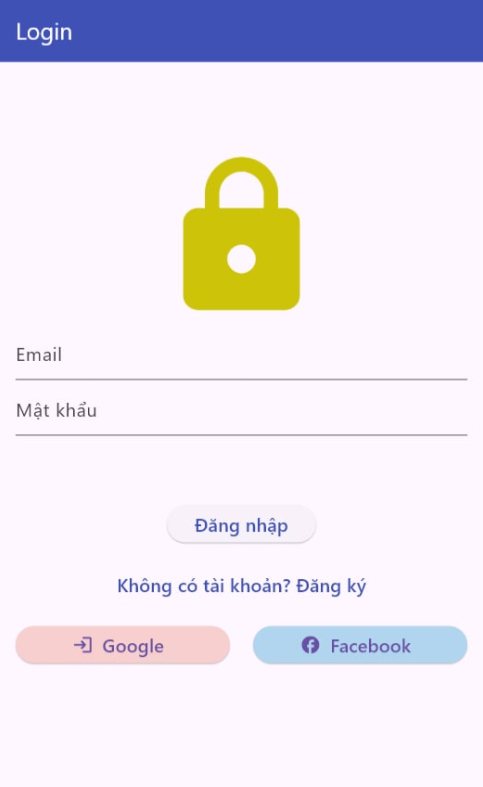 Login
Email
Mật khẩu
Đăng nhập
Không có tài khoản? Đăng ký
Google
Facebook